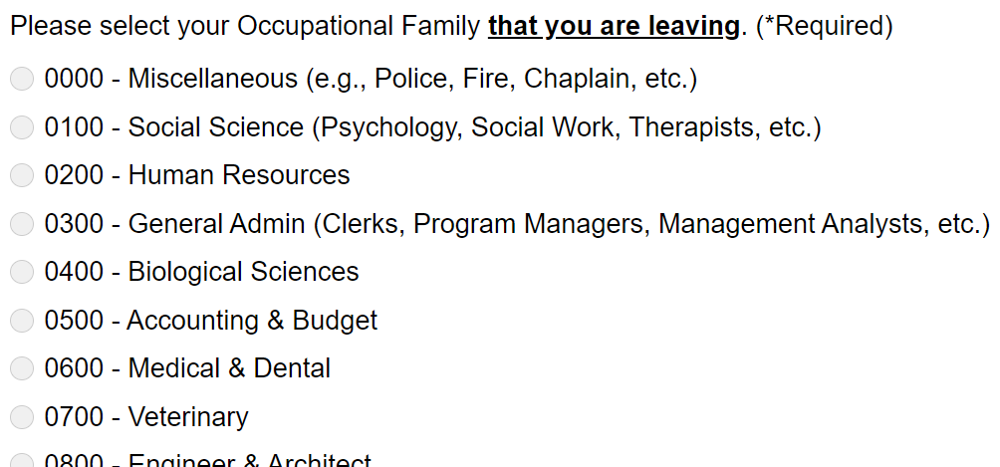 Please select your Occupational Family that you are leaving. (*Required)
0000 - Miscellaneous (e.g., Police, Fire, Chaplain, etc.)
0100 - Social Science (Psychology, Social Work, Therapists, etc.)
0200 - Human Resources
0300 - General Admin (Clerks, Program Managers, Management Analysts, etc.)
0400 - Biological Sciences
0500 - Accounting & Budget
0600 - Medical & Dental
0700 - Veterinary
0800 - Engineer & Architect